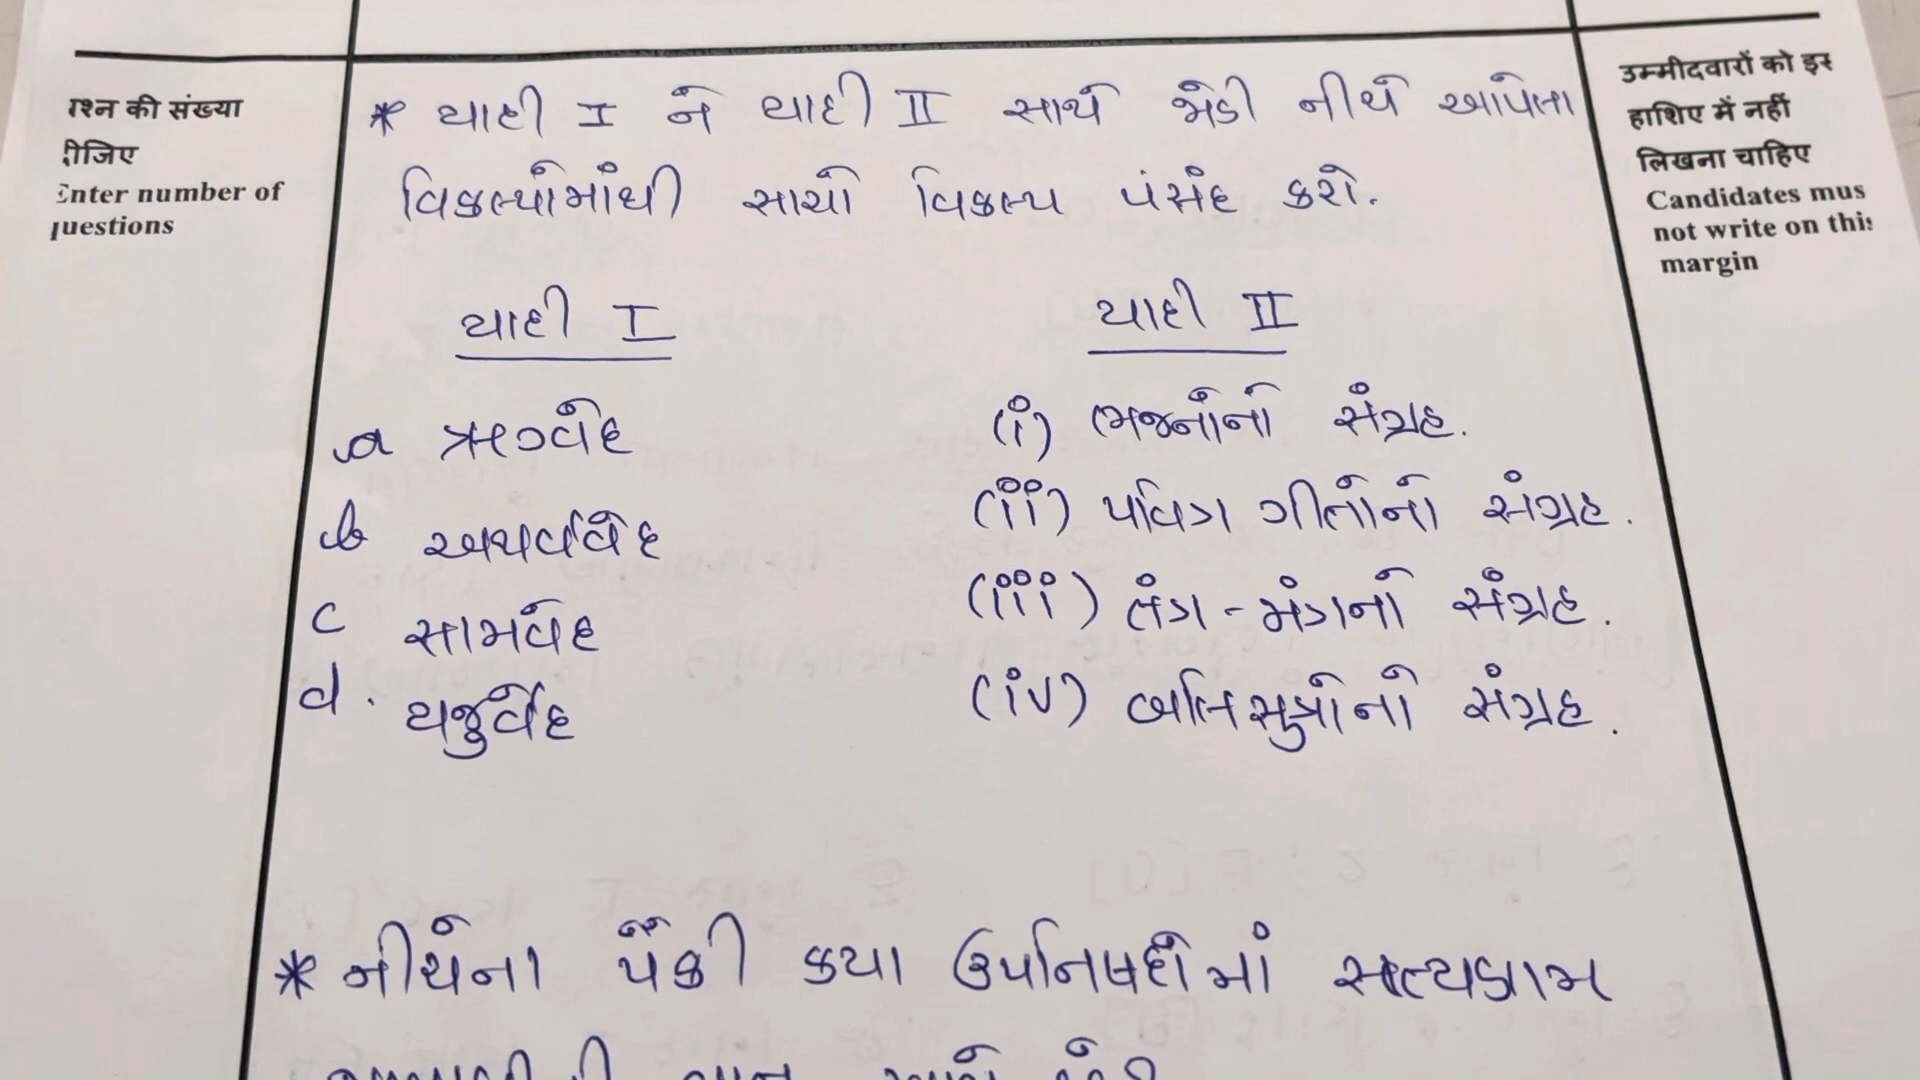 रश्न की संख्या
ीजिए
Enter number of
questions
उम्मीदवारों को इस
हाशिए में नहीं
लिखना चाहिए
Candidates mus
not write on this
margin
* યાદી I ને યાદી II સાથે જોડી નીચે આપેલા
વિકલ્પોમાંથી સાચો વિકલ્પ પંસંદ કરો.
યાદી I યાદી II
a ઋગ્વેદ (i) ભજનોનો સંગ્રહ.
b અથર્વવેદ (ii) પવિત્ર ગીતોનો સંગ્રહ.
c સામવેદ (iii) તંત્ર - મંત્રનો સંગ્રહ.
d. યજુર્વેદ (iv) બલિસુત્રોનો સંગ્રહ.
* નીચેના પૈકી કયા ઉપનિષદોમાં સત્યકામ